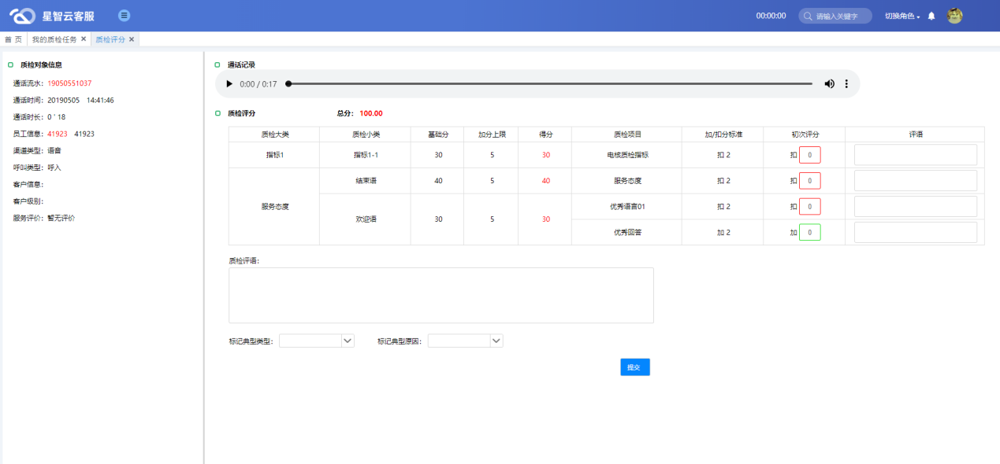 星智云客服
00:00:00
请输入关键字
切换角色
首 页
我的质检任务
质检评分
质检对象信息
通话流水：19050551037
通话时间：20190505 14:41:46
通话时长：0 ' 18
员工信息：41923 41923
渠道类型：语音
呼叫类型：呼入
客户信息：
客户级别：
服务评价：暂无评价
通话记录
0:00 / 0:17
质检评分 总分： 100.00
质检大类 质检小类 基础分 加分上限 得分 质检项目 加/扣分标准 初次评分 评语
指标1 指标1-1 30 5 30 电核质检指标 扣 2 扣 0
服务态度 结束语 40 5 40 服务态度 扣 2 扣 0
欢迎语 30 5 30 优秀语言01 扣 2 扣 0
优秀回答 加 2 加 0
质检评语：
标记典型类型： 标记典型原因：
提交